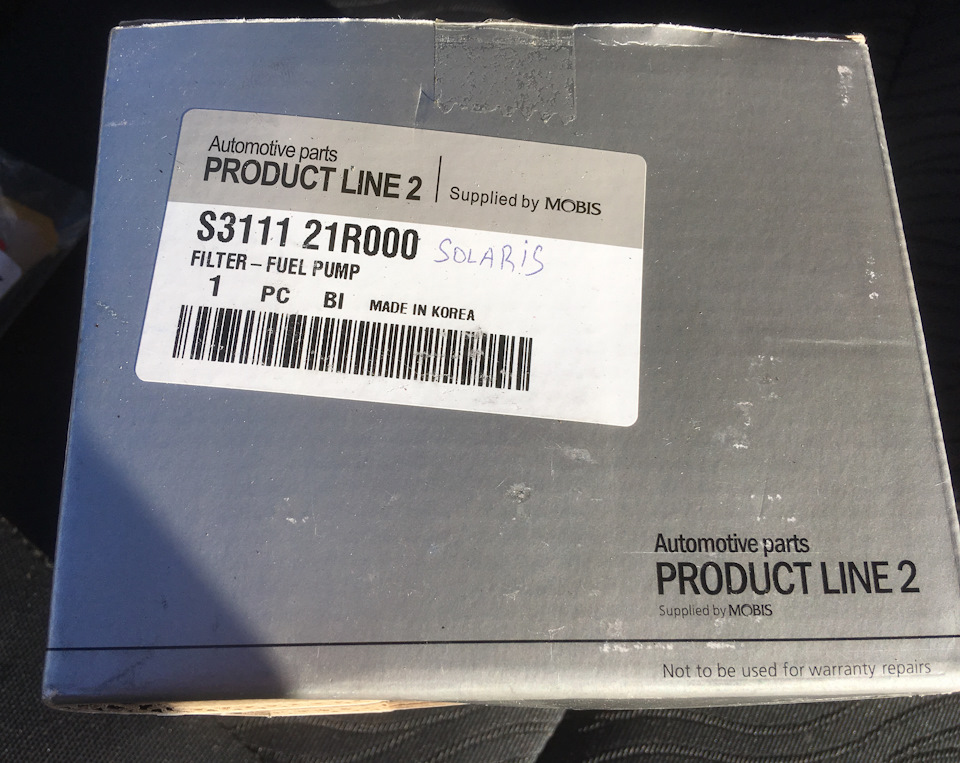 Automotive parts
PRODUCT LINE 2 | Supplied by MOBIS
S3111 21R000 SOLARIS
FILTER - FUEL PUMP
1 PC BI MADE IN KOREA
Automotive parts
PRODUCT LINE 2
Supplied by MOBIS
Not to be used for warranty repairs